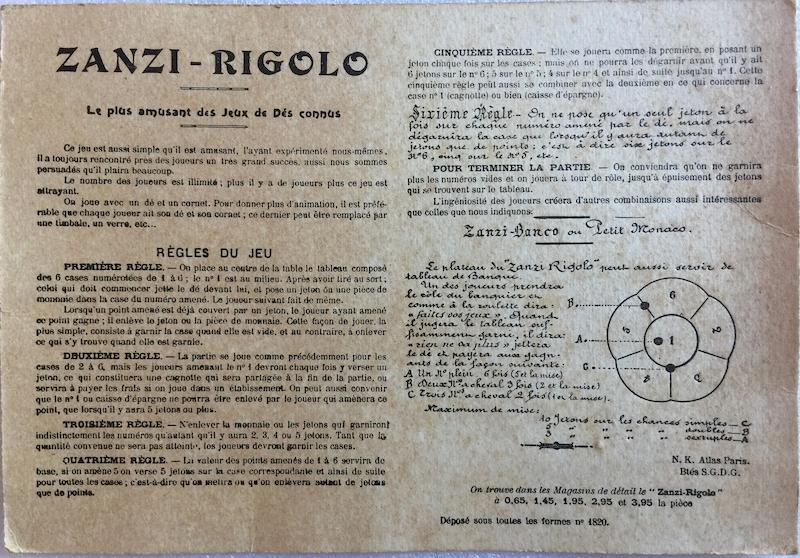 ZANZI-RIGOLO
Le plus amusant des Jeux de Dés connus
Ce jeu est aussi simple qu'il est amusant, l'ayant expérimenté nous-mêmes,
il a toujours rencontré près des joueurs un très grand succès, aussi nous sommes
persuadés qu'il plaira beaucoup.
Le nombre des joueurs est illimité; plus il y a de joueurs plus ce jeu est
attrayant.
On joue avec un dé et un cornet. Pour donner plus d'animation, il est préfé-
rable que chaque joueur ait son dé et son cornet; ce dernier peut être remplacé par
une timbale, un verre, etc...
RÈGLES DU JEU
PREMIÈRE RÈGLE. — On place au centre de la table le tableau composé
des 6 cases numérotées de 1 à 6; le n° 1 est au milieu. Après avoir tiré au sort;
celui qui doit commencer jette le dé devant lui, et pose un jeton ou une pièce de
monnaie dans la case du numéro amené. Le joueur suivant fait de même.
Lorsqu'un point amené est déjà couvert par un jeton, le joueur ayant amené
ce point gagne; il enlève le jeton ou la pièce de monnaie. Cette façon de jouer, la
plus simple, consiste à garnir la case quand elle est vide, et au contraire, à enlever
ce qui s'y trouve quand elle est garnie.
DEUXIÈME RÈGLE. — La partie se joue comme précédemment pour les
cases de 2 à 6, mais les joueurs amenant le n° 1 devront chaque fois y verser un
jeton, ce qui constituera une cagnotte qui sera partagée à la fin de la partie, ou
servira à payer les frais si on joue dans un établissement. On peut aussi convenir
que le n° 1 ou caisse d'épargne ne pourra être enlevé par le joueur qui amènera ce
point, que lorsqu'il y aura 5 jetons ou plus.
TROISIÈME RÈGLE. — N'enlever la monnaie ou les jetons qui garniront
indistinctement les numéros qu'autant qu'il y aura 2, 3, 4 ou 5 jetons. Tant que la
quantité convenue ne sera pas atteinte, les joueurs devront garnir les cases.
QUATRIÈME RÈGLE. — La valeur des points amenés de 1 à 6 servira de
base, si on amène 5 on verse 5 jetons sur la case correspondante et ainsi de suite
pour toutes les cases; c'est-à-dire qu'on mettra ou qu'on enlèvera autant de jetons
que de points.
CINQUIÈME RÈGLE. — Elle se jouera comme la première, en posant un
jeton chaque fois sur les cases; mais on ne pourra les dégarnir avant qu'il y ait
6 jetons sur le n° 6; 5 sur le n° 5; 4 sur le n° 4 et ainsi de suite jusqu'au n° 1. Cette
cinquième règle peut aussi se combiner avec la deuxième en ce qui concerne la
case n° 1 (cagnotte) ou bien (caisse d'épargne).
Sixième Règle - On ne pose qu'un seul jeton à la
fois sur chaque numéro amené par le dé, mais on ne
dégarnira la case que lorsqu'il y aura autant de
jetons que de points; c'est à dire six jetons sur le
N°6, cinq sur le N°5, etc.
POUR TERMINER LA PARTIE — On conviendra qu'on ne garnira
plus les numéros vides et on jouera à tour de rôle, jusqu'à épuisement des jetons
qui se trouvent sur le tableau.
L'ingéniosité des joueurs créera d'autres combinaisons aussi intéressantes
que celles que nous indiquons:
Zanzi-Banco ou Petit Monaco.
Le plateau du "Zanzi Rigolo" peut aussi servir de
tableau de Banque.
Un des joueurs prendra
le rôle du banquier et
comme à la roulette dira:
"faites vos jeux". Quand
il jugera le tableau suf-
fisamment garni, il dira:
"rien ne va plus" jettera
le dé et payera aux gagn-
ants de la façon suivante:
A Un N° plein 6 fois (5 et la mise)
B Deux N°s à cheval 3 fois (2 et la mise)
C Trois N°s à cheval 2 fois (1 et la mise).
Maximum de mise:
10 Jetons sur les chances simples — C
5 " " " " doubles — B
3 " " " " sextuples — A
B.
A.
C.
6
5
1
N. K. Atlas Paris.
Btés S.G.D.G.
On trouve dans les Magasins de détail le "Zanzi-Rigolo"
à 0,65, 1,45, 1,95, 2,95 et 3,95 la pièce
Déposé sous toutes les formes n° 1820.